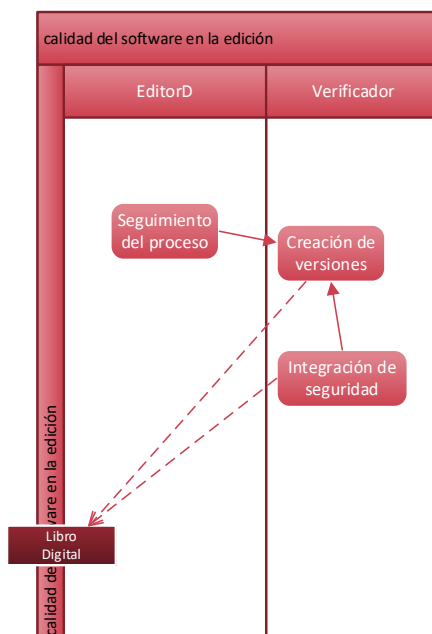 calidad del software en la edición
EditorD
Verificador
Seguimiento
del proceso
Creación de
versiones
Integración de
seguridad
calidad de ware en la edición
Libro
Digital